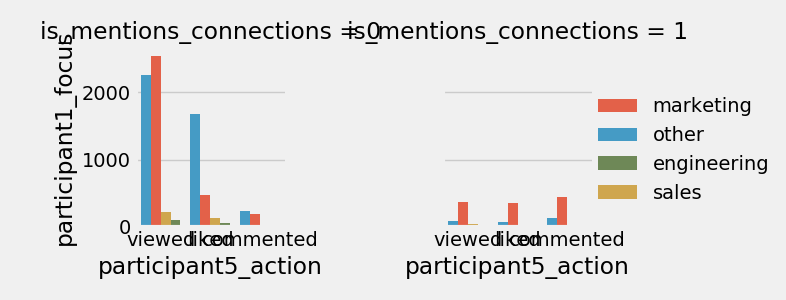 is_mentions_connections = 0
is_mentions_connections = 1
participant1_focus
2000
1000
0
viewed
liked
commented
viewed
liked
commented
participant5_action
participant5_action
marketing
other
engineering
sales